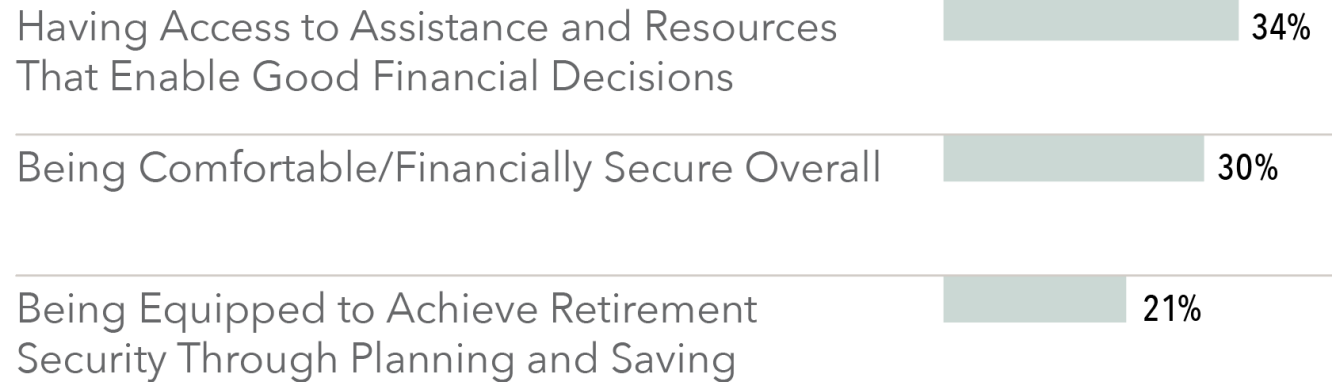 Having Access to Assistance and Resources
That Enable Good Financial Decisions
34%
Being Comfortable/Financially Secure Overall
30%
Being Equipped to Achieve Retirement
Security Through Planning and Saving
21%